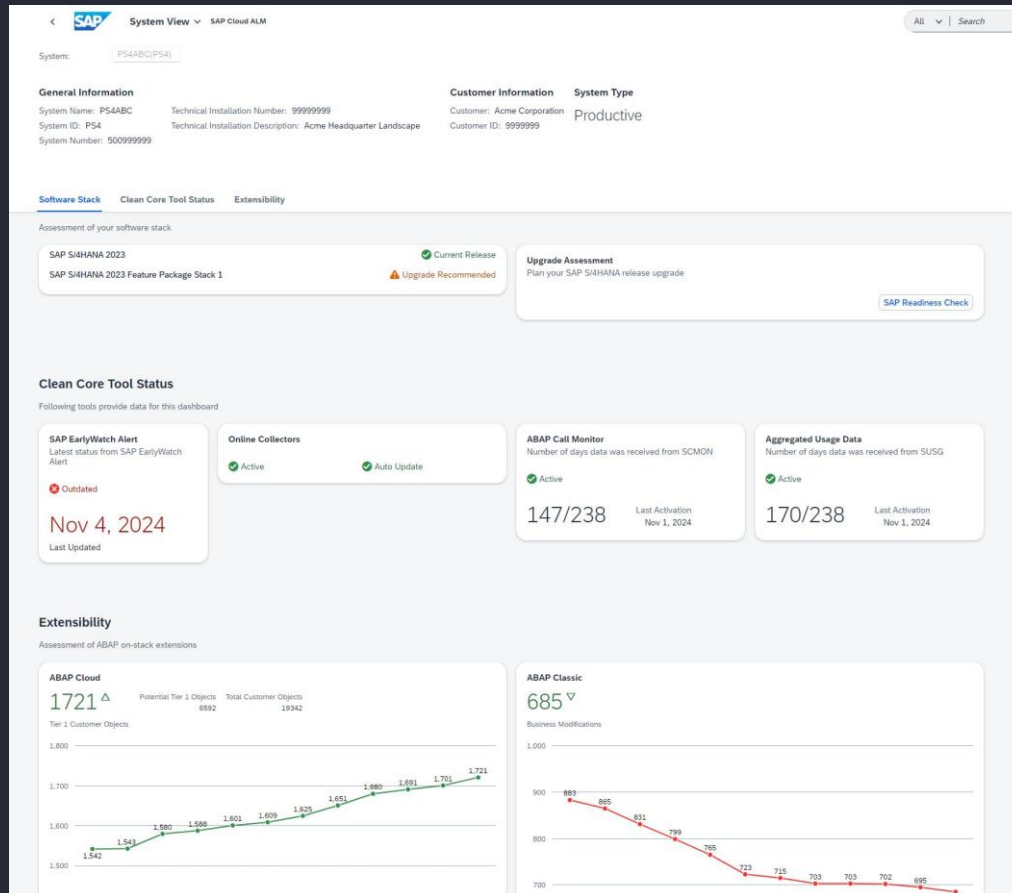 SAP System View SAP Cloud ALM All Search
System: PS4ABC(PS4)
General Information
System Name: PS4ABC
System ID: PS4
System Number: 500999999
Technical Installation Number: 99999999
Technical Installation Description: Acme Headquarter Landscape
Customer Information
Customer: Acme Corporation
Customer ID: 9999999
System Type
Productive
Software Stack Clean Core Tool Status Extensibility
Assessment of your software stack
SAP S/4HANA 2023 Current Release
SAP S/4HANA 2023 Feature Package Stack 1 Upgrade Recommended
Upgrade Assessment
Plan your SAP S/4HANA release upgrade
SAP Readiness Check
Clean Core Tool Status
Following tools provide data for this dashboard
SAP EarlyWatch Alert
Latest status from SAP EarlyWatch
Alert
Outdated
Nov 4, 2024
Last Updated
Online Collectors
Active Auto Update
ABAP Call Monitor
Number of days data was received from SCMON
Active
147/238
Last Activation
Nov 1, 2024
Aggregated Usage Data
Number of days data was received from SUSG
Active
170/238
Last Activation
Nov 1, 2024
Extensibility
Assessment of ABAP on-stack extensions
ABAP Cloud
1721
Potential Tier 1 Objects
6592
Total Customer Objects
19342
Tier 1 Customer Objects
1,800
1,700
1,600
1,500
1,542
1,543
1,580
1,588
1,601
1,609
1,625
1,651
1,680
1,691
1,701
1,721
ABAP Classic
685
Business Modifications
1,000
900
800
700
883
865
831
799
765
723
715
703
703
702
695